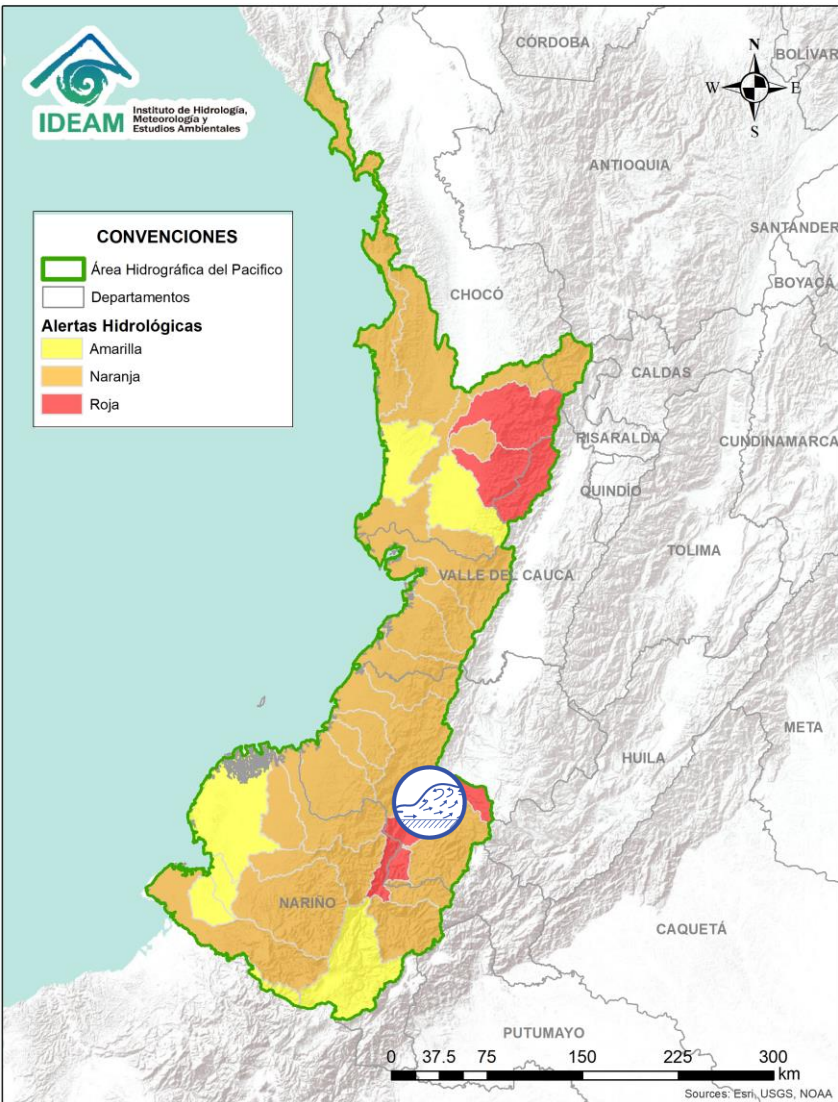 IDEAM
Instituto de Hidrología,
Meteorología y
Estudios Ambientales
CÓRDOBA
BOLÍVAR
N
W
E
S
ANTIOQUIA
SANTANDER
BOYACÁ
CONVENCIONES
Área Hidrográfica del Pacifico
Departamentos
Alertas Hidrológicas
Amarilla
Naranja
Roja
CHOCÓ
CALDAS
RISARALDA
CUNDINAMARCA
QUINDÍO
TOLIMA
VALLE DEL CAUCA
META
HUILA
NARIÑO
CAQUETÁ
PUTUMAYO
0 37.5 75 150 225 300
km
Sources: Esri, USGS, NOAA